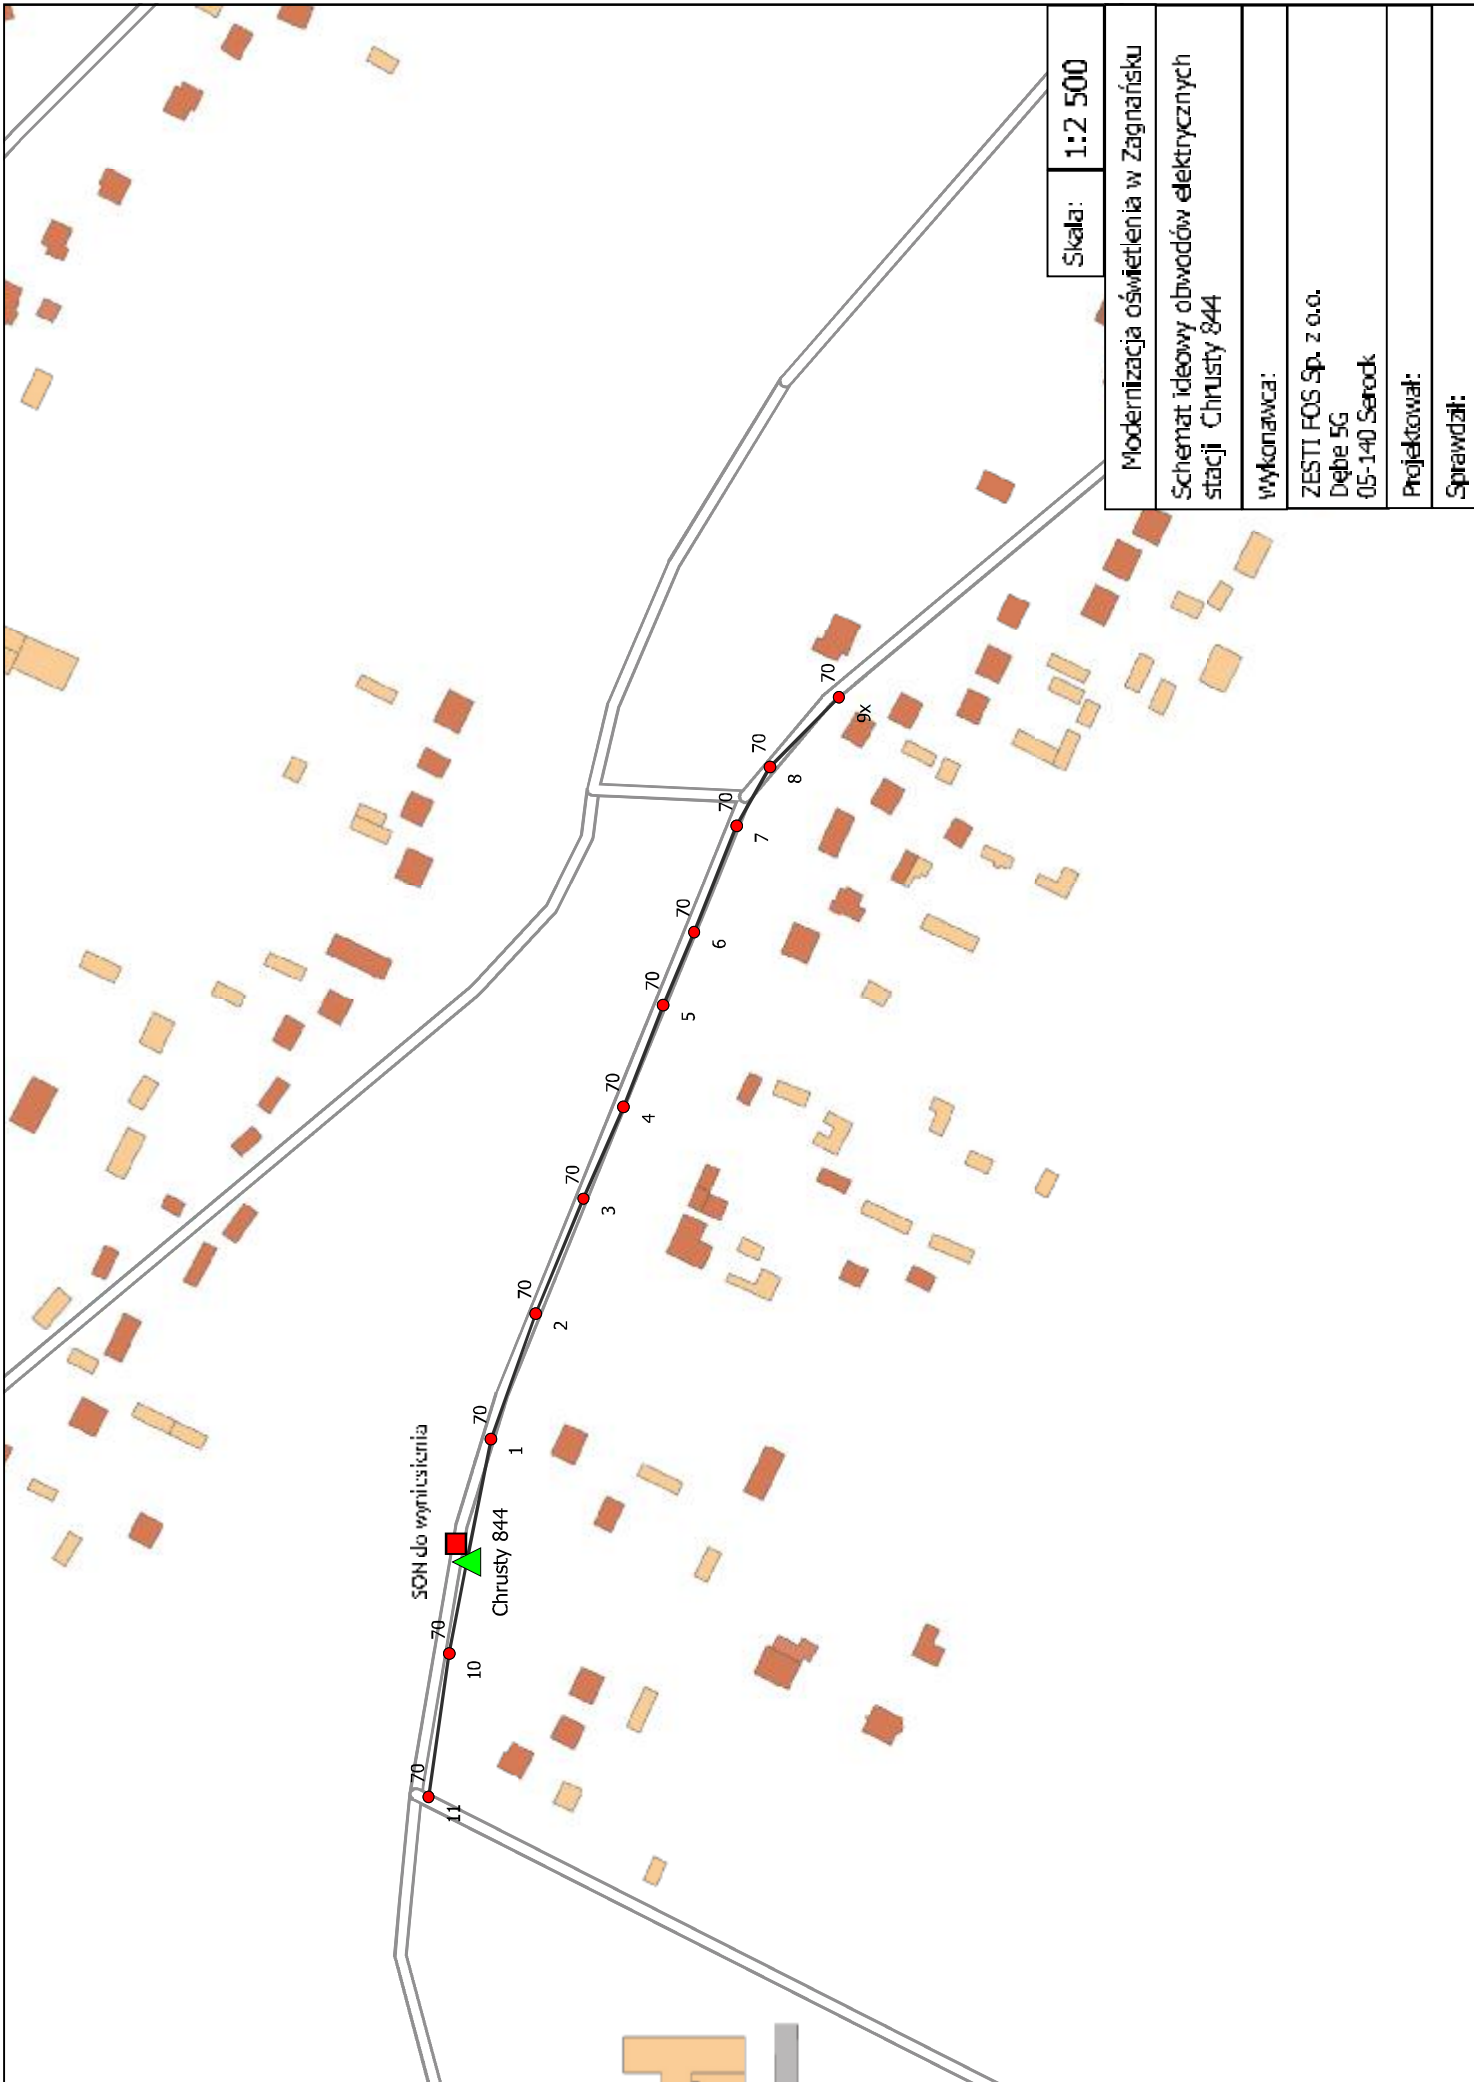 SON do wyniesienia
Chrusty 844
70
11
70
10
70
1
70
2
70
3
70
4
70
5
70
6
70
7
70
8
70
9x
Skala:
1:2 500
Modernizacja oświetlenia w Zagnańsku
Schemat ideowy obwodów elektrycznych
stacji Chrusty 844
Wykonawca:
ZESTI FOS Sp. z o.o.
Dębe 5G
05-140 Serock
Projektował:
Sprawdził: